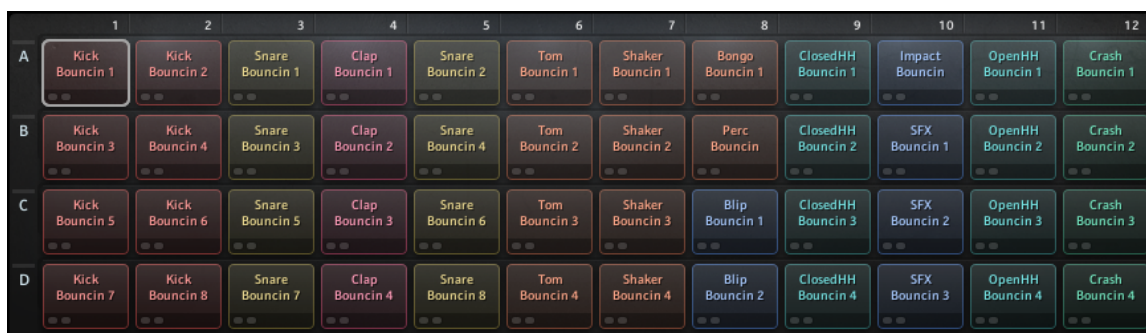 1 2 3 4 5 6 7 8 9 10 11 12
A
Kick Kick Snare Clap Snare Tom Shaker Bongo ClosedHH Impact OpenHH Crash
Bouncin 1 Bouncin 2 Bouncin 1 Bouncin 1 Bouncin 2 Bouncin 1 Bouncin 1 Bouncin 1 Bouncin 1 Bouncin Bouncin 1 Bouncin 1
B
Kick Kick Snare Clap Snare Tom Shaker Perc ClosedHH SFX OpenHH Crash
Bouncin 3 Bouncin 4 Bouncin 3 Bouncin 2 Bouncin 4 Bouncin 2 Bouncin 2 Bouncin Bouncin 2 Bouncin 1 Bouncin 2 Bouncin 2
C
Kick Kick Snare Clap Snare Tom Shaker Blip ClosedHH SFX OpenHH Crash
Bouncin 5 Bouncin 6 Bouncin 5 Bouncin 3 Bouncin 6 Bouncin 3 Bouncin 3 Bouncin 1 Bouncin 3 Bouncin 2 Bouncin 3 Bouncin 3
D
Kick Kick Snare Clap Snare Tom Shaker Blip ClosedHH SFX OpenHH Crash
Bouncin 7 Bouncin 8 Bouncin 7 Bouncin 4 Bouncin 8 Bouncin 4 Bouncin 4 Bouncin 2 Bouncin 4 Bouncin 3 Bouncin 4 Bouncin 4